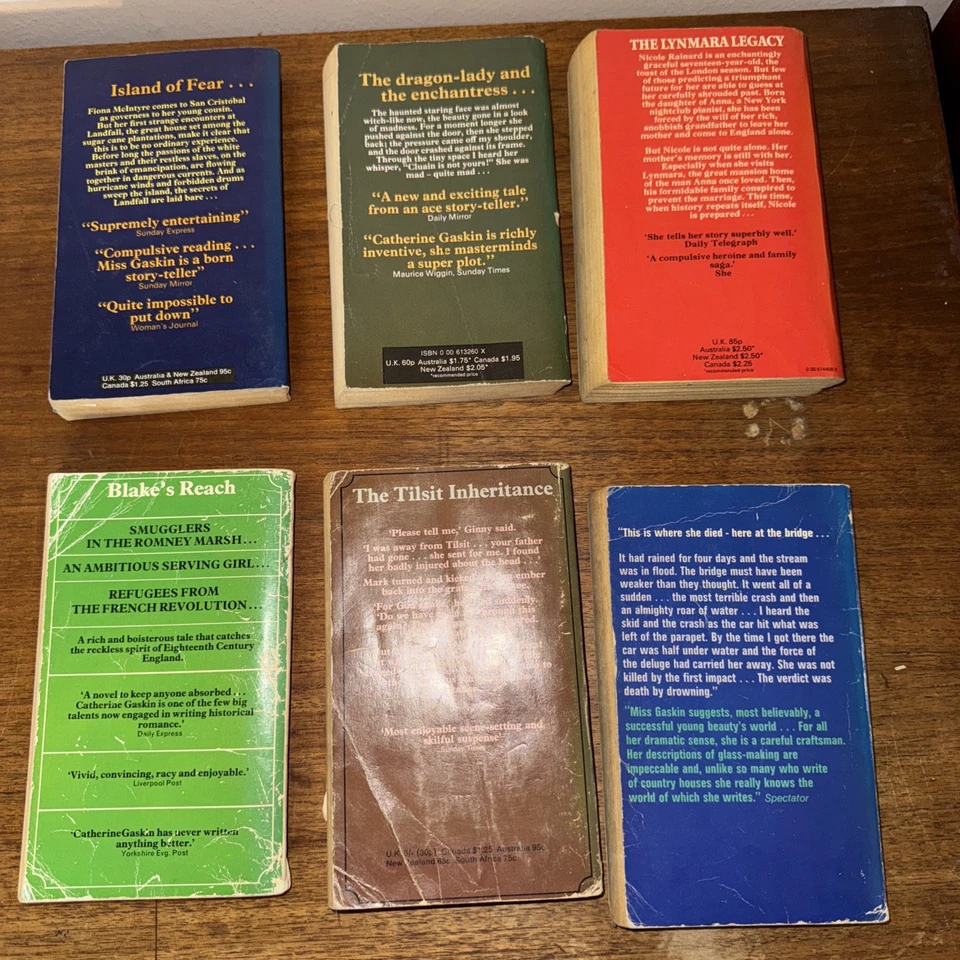 Island of Fear . . .
Fiona McIntyre comes to San Cristobal
as governess to her young cousin.
But her first strange encounters at
Landfall, the great house set among the
sugar cane plantations, make it clear that
this is to be no ordinary experience.
Before long the passions of the white
masters and their restless slaves, on the
brink of emancipation, are flowing
together in dangerous currents. And as
hurricane winds and forbidden drums
sweep the island, the secrets of
Landfall are laid bare . . .
“Supremely entertaining”
Sunday Express
“Compulsive reading . . .
Miss Gaskin is a born
story-teller”
Sunday Mirror
“Quite impossible to
put down”
Woman's Journal
U.K. 30p Australia & New Zealand 95c
Canada $1.25 South Africa 75c
The dragon-lady and
the enchantress . . .
The haunted staring face was almost
witch-like now, the beauty gone in a look
of madness. For a moment longer she
pushed against the door, then she stepped
back; the pressure came off my shoulder,
and the door crashed against its frame.
Through the tiny space I heard her
whisper, “Cluain is not yours!” She was
mad – quite mad . . .
“A new and exciting tale
from an ace story-teller.”
Daily Mirror
“Catherine Gaskin is richly
inventive, she masterminds
a super plot.”
Maurice Wiggin, Sunday Times
ISBN 0 00 613260 X
U.K. 60p Australia $1.75* Canada $1.95
New Zealand $2.05*
*recommended price
THE LYNMARA LEGACY
Nicole Rainard is an enchantingly
graceful seventeen-year-old, the
toast of the London season. But few
of those predicting a triumphant
future for her are able to guess at
her carefully shrouded past. Born
the daughter of Anna, a New York
nightclub pianist, she has been
forced by the will of her rich,
snobbish grandfather to leave her
mother and come to England alone.
But Nicole is not quite alone. Her
mother's memory is still with her.
Especially when she visits
Lynmara, the great mansion home
of the man Anna once loved. Then,
his formidable family conspired to
prevent the marriage. This time,
when history repeats itself, Nicole
is prepared . . .
‘She tells her story superbly well.’
Daily Telegraph
‘A compulsive heroine and family
saga.’
She
U.K. 85p
Australia $2.50*
New Zealand $2.50*
Canada $2.25
*recommended price
Blake's Reach
SMUGGLERS
IN THE ROMNEY MARSH . . .
AN AMBITIOUS SERVING GIRL . . .
REFUGEES FROM
THE FRENCH REVOLUTION . . .
A rich and boisterous tale that catches
the reckless spirit of Eighteenth Century
England.
‘A novel to keep anyone absorbed . . .
Catherine Gaskin is one of the few big
talents now engaged in writing historical
romance.’
Daily Express
‘Vivid, convincing, racy and enjoyable.’
Liverpool Post
‘Catherine Gaskin has never written
anything better.’
Yorkshire Evg. Post
The Tilsit Inheritance
‘Please tell me,’ Ginny said.
‘I was away from Tilsit . . . your father
had gone . . . she sent for me. I found
her badly injured about the head . . .
Mark turned and kicked ember
back into the
‘For God suddenly.
‘Do we have through this
again
‘Most enjoyable scene-setting and
skilful suspense’
Sunday Times
U.K. 6/- (30p) Canada $1.25 Australia 95c
New Zealand South Africa 75c
“This is where she died - here at the bridge . . .
It had rained for four days and the stream
was in flood. The bridge must have been
weaker than they thought. It went all of a
sudden . . . the most terrible crash and then
an almighty roar of water . . . I heard the
skid and the crash as the car hit what was
left of the parapet. By the time I got there the
car was half under water and the force of
the deluge had carried her away. She was not
killed by the first impact . . . The verdict was
death by drowning.”
“Miss Gaskin suggests, most believably, a
successful young beauty's world . . . For all
her dramatic sense, she is a careful craftsman.
Her descriptions of glass-making are
impeccable and, unlike so many who write
of country houses she really knows the
world of which she writes.” Spectator